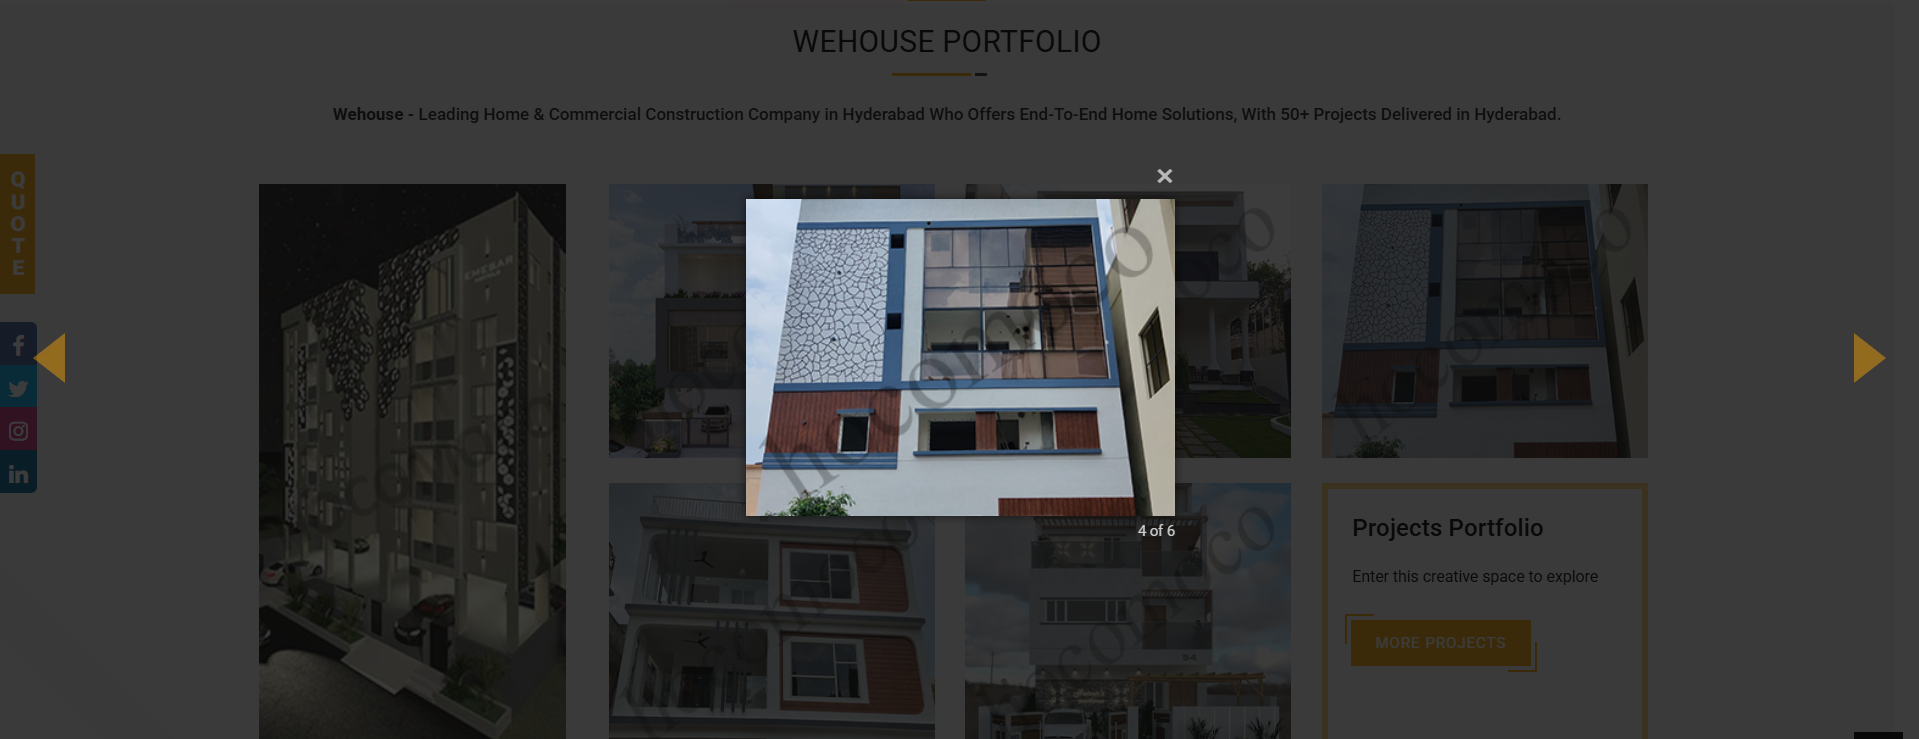 WEHOUSE PORTFOLIO
Wehouse - Leading Home & Commercial Construction Company in Hyderabad Who Offers End-To-End Home Solutions, With 50+ Projects Delivered in Hyderabad.
QUOTE
×
4 of 6
Projects Portfolio
Enter this creative space to explore
MORE PROJECTS